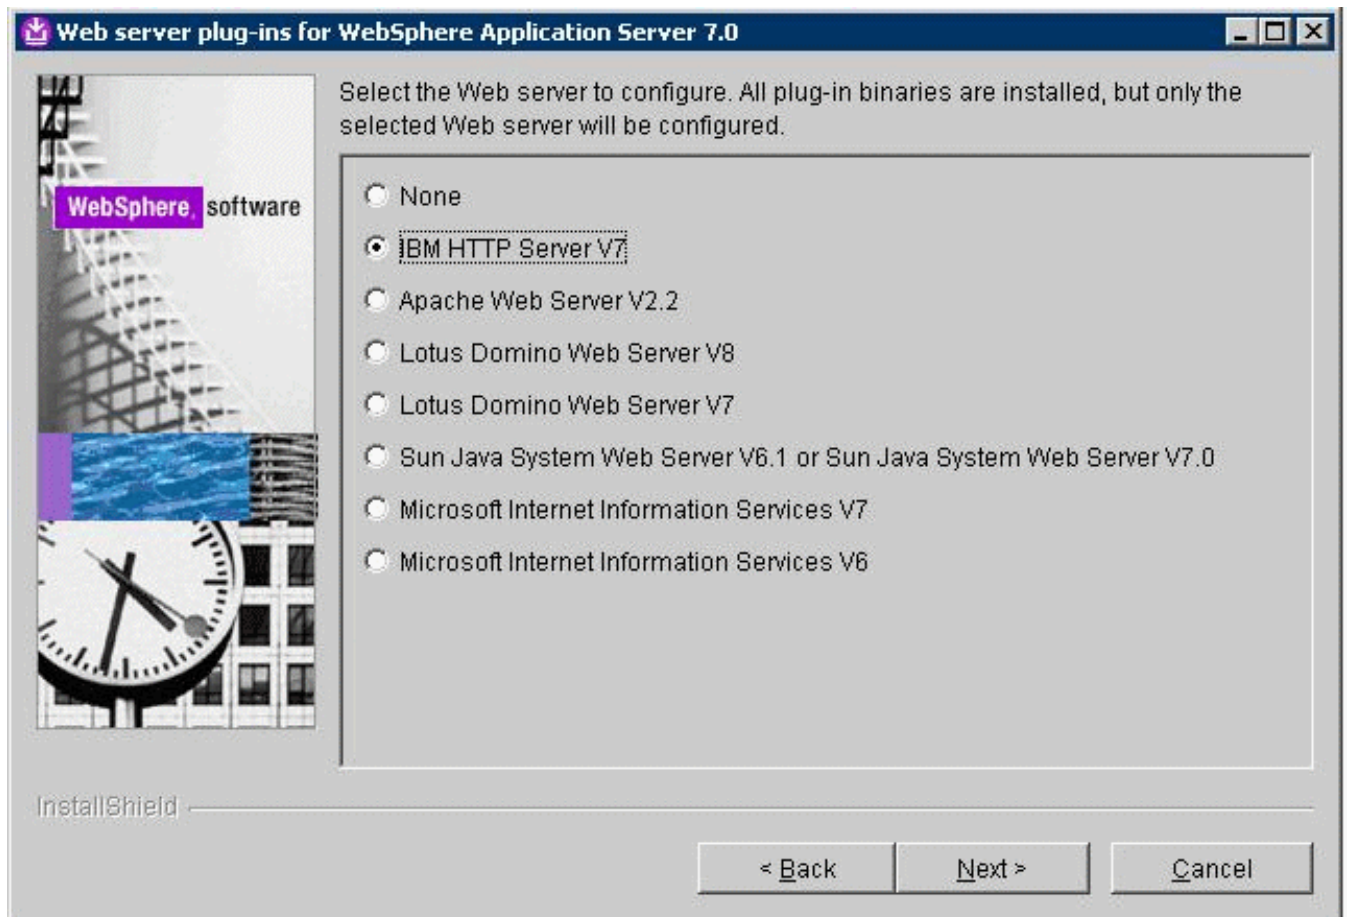 Web server plug-ins for WebSphere Application Server 7.0
Select the Web server to configure. All plug-in binaries are installed, but only the
selected Web server will be configured.
WebSphere. software
None
IBM HTTP Server V7
Apache Web Server V2.2
Lotus Domino Web Server V8
Lotus Domino Web Server V7
Sun Java System Web Server V6.1 or Sun Java System Web Server V7.0
Microsoft Internet Information Services V7
Microsoft Internet Information Services V6
InstallShield
< Back
Next >
Cancel